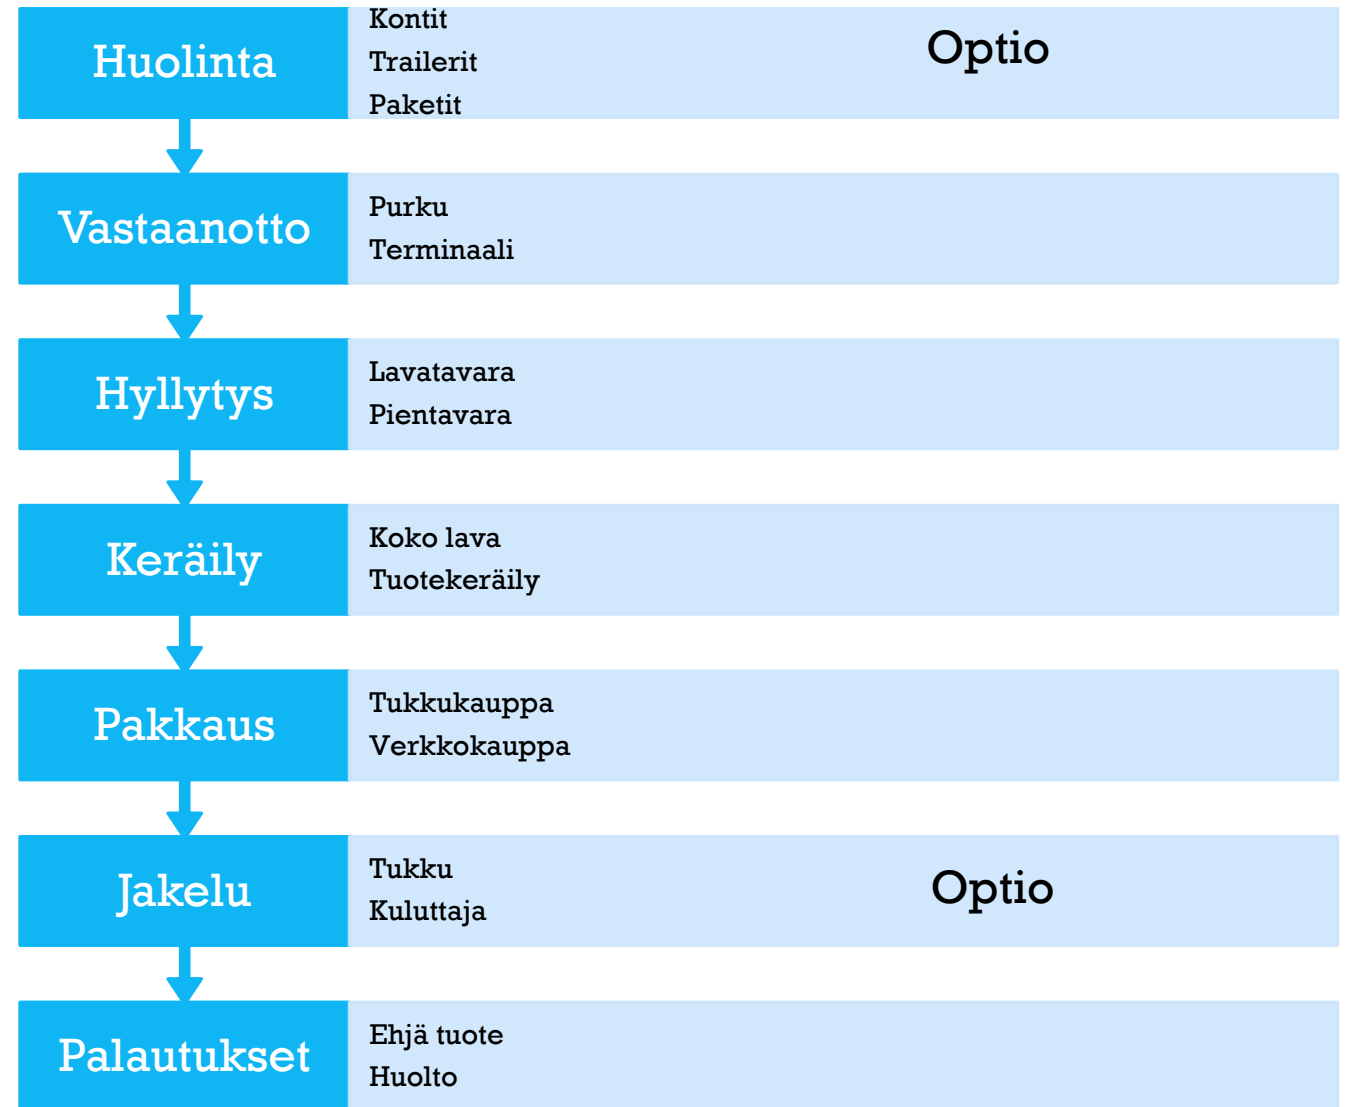 Huolinta
Kontit
Trailerit
Paketit
Optio
Vastaanotto
Purku
Terminaali
Hyllytys
Lavatavara
Pientavara
Keräily
Koko lava
Tuotekeräily
Pakkaus
Tukkukauppa
Verkkokauppa
Jakelu
Tukku
Kuluttaja
Optio
Palautukset
Ehjä tuote
Huolto